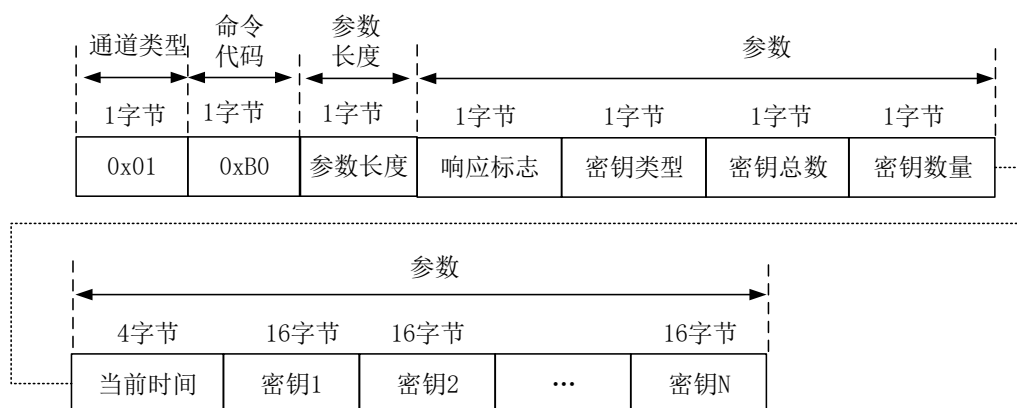 通道类型 命令代码 参数长度 参数
1字节 1字节 1字节 1字节 1字节 1字节 1字节
0x01 0xB0 参数长度 响应标志 密钥类型 密钥总数 密钥数量
参数
4字节 16字节 16字节 16字节
当前时间 密钥1 密钥2 … 密钥N